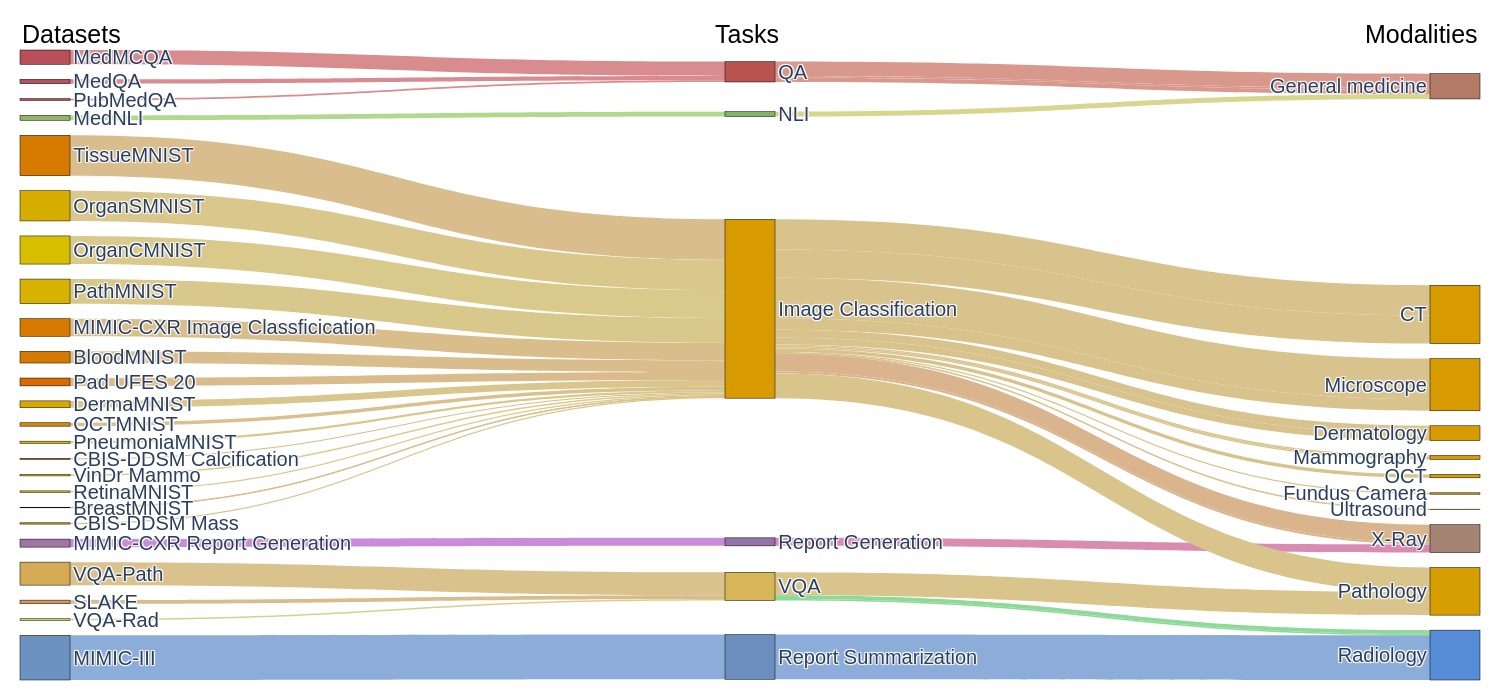 Datasets
Tasks
Modalities
MedMCQA
MedQA
PubMedQA
MedNLI
TissueMNIST
OrganSMNIST
OrganCMNIST
PathMNIST
MIMIC-CXR Image Classficication
BloodMNIST
Pad UFES 20
DermaMNIST
OCTMNIST
PneumoniaMNIST
CBIS-DDSM Calcification
VinDr Mammo
RetinaMNIST
BreastMNIST
CBIS-DDSM Mass
MIMIC-CXR Report Generation
VQA-Path
SLAKE
VQA-Rad
MIMIC-III
QA
NLI
Image Classification
Report Generation
VQA
Report Summarization
General medicine
CT
Microscope
Dermatology
Mammography
OCT
Fundus Camera
Ultrasound
X-Ray
Pathology
Radiology